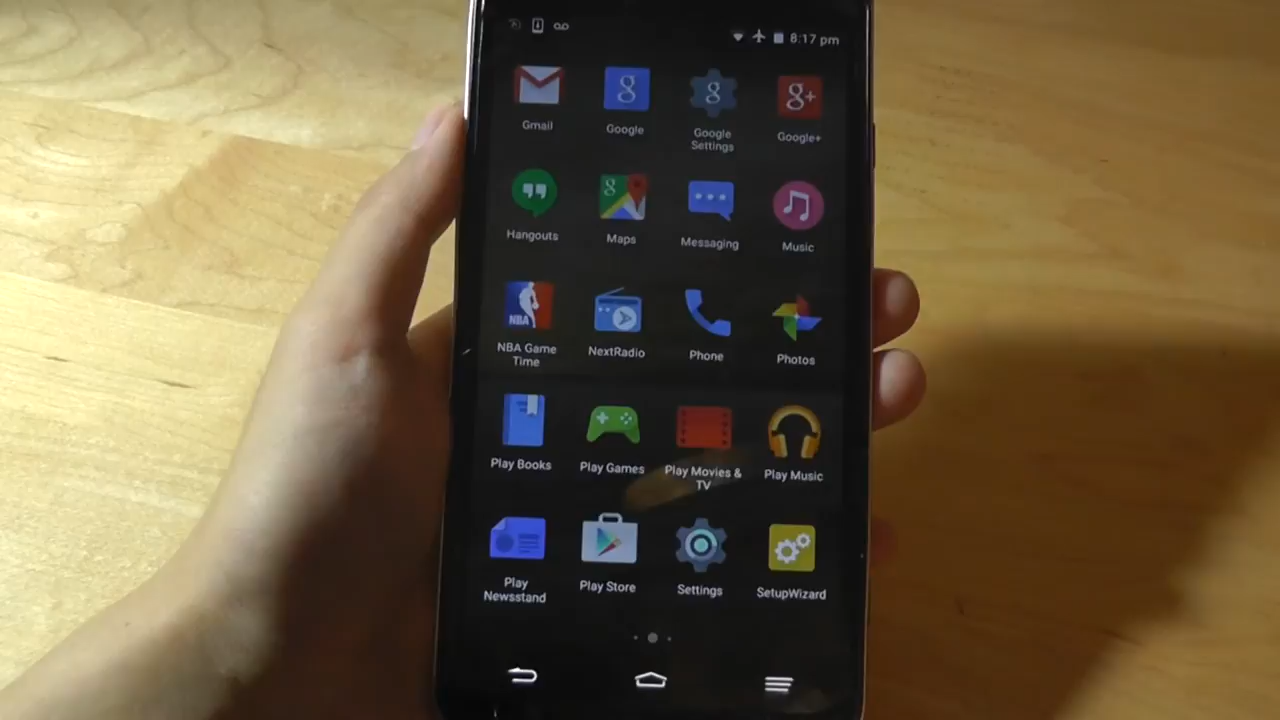 8:17 pm
g
g
g+
Gmail
Google
Google
Settings
Google+
g
Hangouts
Maps
Messaging
Music
NBA
NBA Game
Time
NextRadio
Phone
Photos
Play Books
Play Games
Play Movies &
TV
Play Music
Play
Newsstand
Play Store
Settings
SetupWizard